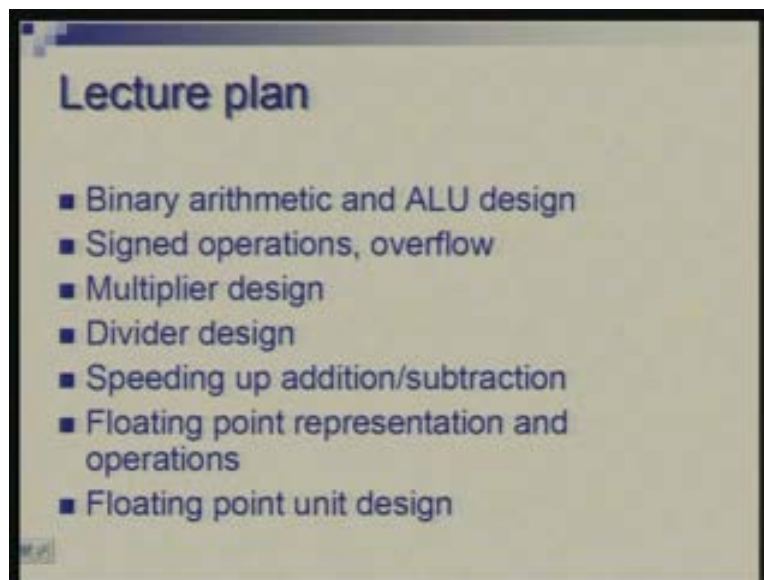 Lecture plan
Binary arithmetic and ALU design
Signed operations, overflow
Multiplier design
Divider design
Speeding up addition/subtraction
Floating point representation and
operations
Floating point unit design